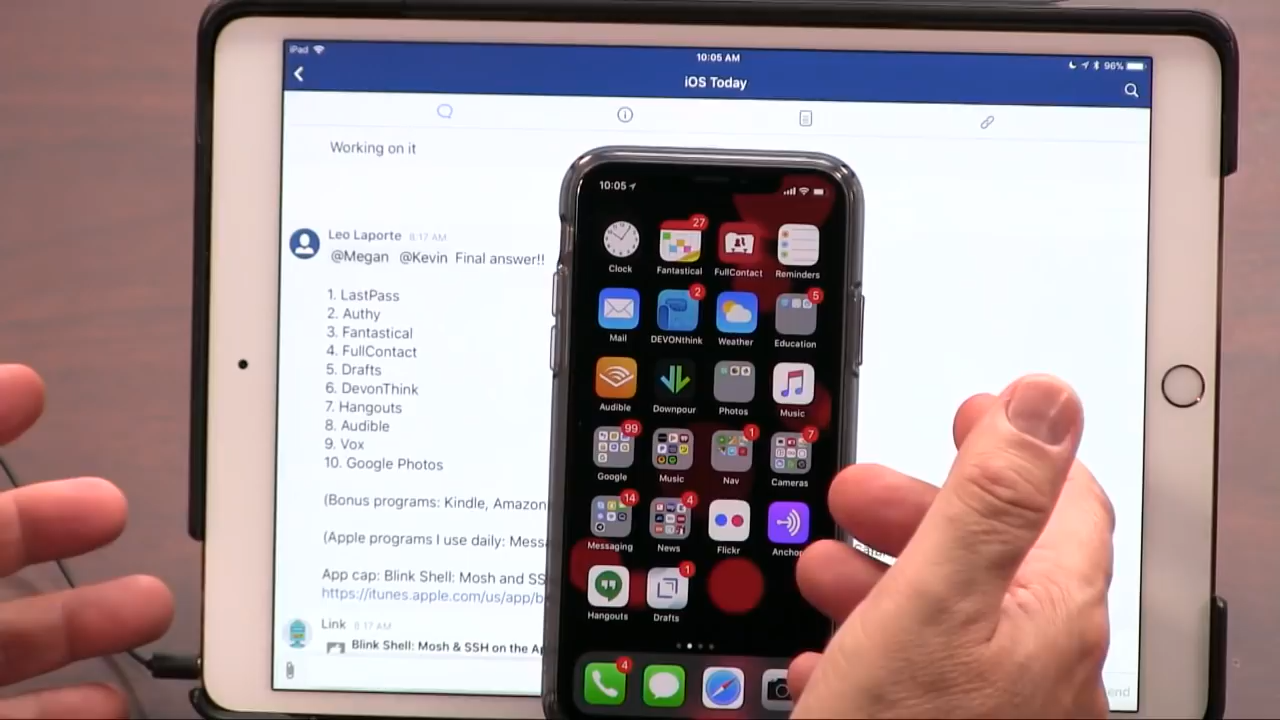 iPad
10:05 AM
96%
iOS Today
Working on it
Leo Laporte 8:17 AM
@Megan @Kevin Final answer!!
1. LastPass
2. Authy
3. Fantastical
4. FullContact
5. Drafts
6. DevonThink
7. Hangouts
8. Audible
9. Vox
10. Google Photos
(Bonus programs: Kindle, Amazon
(Apple programs I use daily:
App cap: Blink Shell: Mosh and
https://itunes.apple.com/us/app/
Link 8:17 AM
Blink Shell: Mosh & SSH on the
10:05
27
Clock Fantastical FullContact Reminders
2 5
Mail DEVONthink Weather Education
Audible Downpour Photos Music
99 1 7
Google Music Nav Cameras
14 4
Messaging News Flickr
1
Hangouts Drafts
4